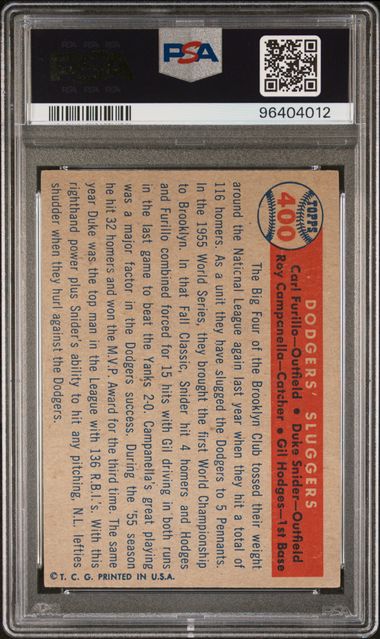 PSA
96404012
TOPPS
400
DODGERS' SLUGGERS
Carl Furillo—Outfield • Duke Snider—Outfield
Roy Campanella—Catcher • Gil Hodges—1st Base
The Big Four of the Brooklyn Club tossed their weight
around the National League again last year when they hit a total of
116 homers. As a unit they have slugged the Dodgers to 5 Pennants.
In the 1955 World Series, they brought the first World Championship
to Brooklyn. In that Fall Classic, Snider hit 4 homers and Hodges
and Furillo combined forced for 15 hits with Gil driving in both runs
in the last game to beat the Yanks 2-0. Campanella's great playing
was a major factor in the Dodgers success. During the '55 season
he hit 32 homers and won the M.V.P. Award for the third time. The same
year Duke was the top man in the League with 136 R.B.I.'s. With this
righthand power plus Snider's ability to hit any pitching, N.L. lefties
shudder when they hurl against the Dodgers.
© T. C. G. PRINTED IN U.S.A.